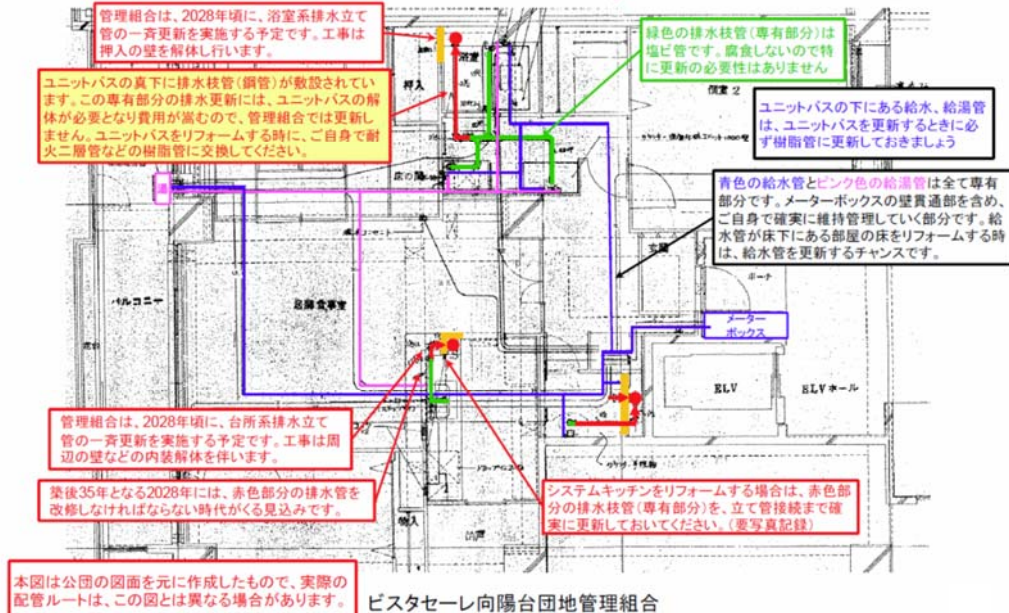 管理組合は、2028年頃に、浴室系排水立て
管の一斉更新を実施する予定です。工事は
押入の壁を解体し行います。
緑色の排水枝管(専有部分)は
塩ビ管です。腐食しないので特
に更新の必要性はありません
ユニットバスの真下に排水枝管(鋼管)が敷設されてい
ます。この専有部分の排水更新には、ユニットバスの解
体が必要となり費用が嵩むので、管理組合では更新し
ません。ユニットバスをリフォームする時に、ご自身で耐
火二層管などの樹脂管に交換してください。
浴室
押入
個室2
ユニットバスの下にある給水、給湯管
は、ユニットバスを更新するときに必
ず樹脂管に更新しておきましょう
床の間
青色の給水管とピンク色の給湯管は全て専有
部分です。メーターボックスの壁貫通部を含め、
ご自身で確実に維持管理していく部分です。給
水管が床下にある部屋の床をリフォームする時
は、給水管を更新するチャンスです。
玄関
ポーチ
バルコニー
居間食事室
メーター
ボックス
ELV
ELVホール
管理組合は、2028年頃に、台所系排水立て
管の一斉更新を実施する予定です。工事は周
辺の壁などの内装解体を伴います。
築後35年となる2028年には、赤色部分の排水管を
改修しなければならない時代がくる見込みです。
システムキッチンをリフォームする場合は、赤色部
分の排水枝管(専有部分)を、立て管接続まで確
実に更新しておいてください。(要写真記録)
物入
本図は公団の図面を元に作成したもので、実際の
配管ルートは、この図とは異なる場合があります。
ビスタセーレ向陽台団地管理組合